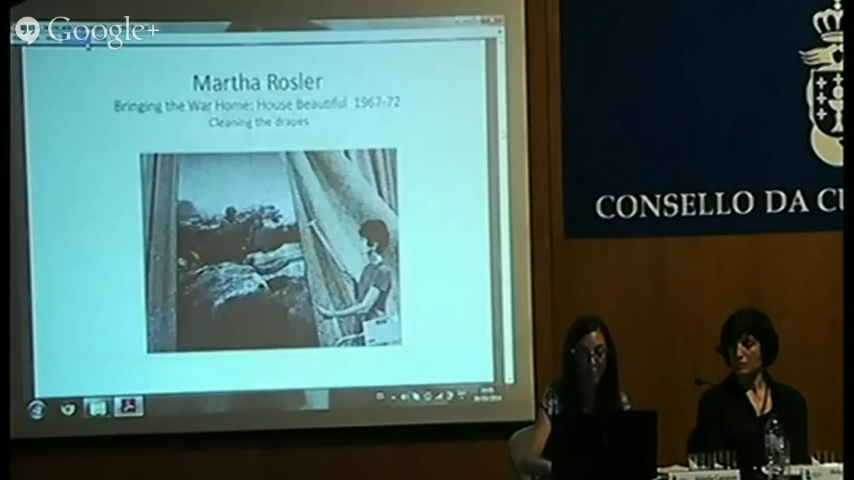 Google+
Martha Rosler
Bringing the War Home: House Beautiful 1967-72
Cleaning the drapes
CONSELLO DA CU